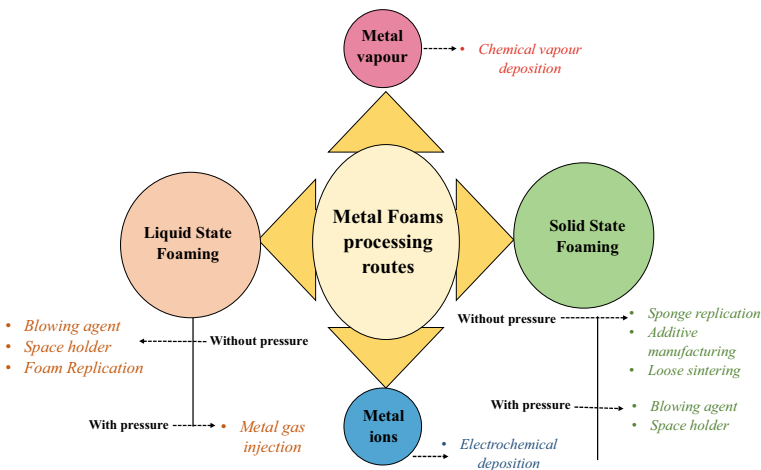 Metal
vapour
• Chemical vapour
deposition
Metal Foams
processing
routes
Liquid State
Foaming
Solid State
Foaming
• Blowing agent
• Space holder
• Foam Replication
Without pressure
With pressure
• Metal gas
injection
Without pressure
• Sponge replication
• Additive
manufacturing
• Loose sintering
With pressure
• Blowing agent
• Space holder
Metal
ions
• Electrochemical
deposition